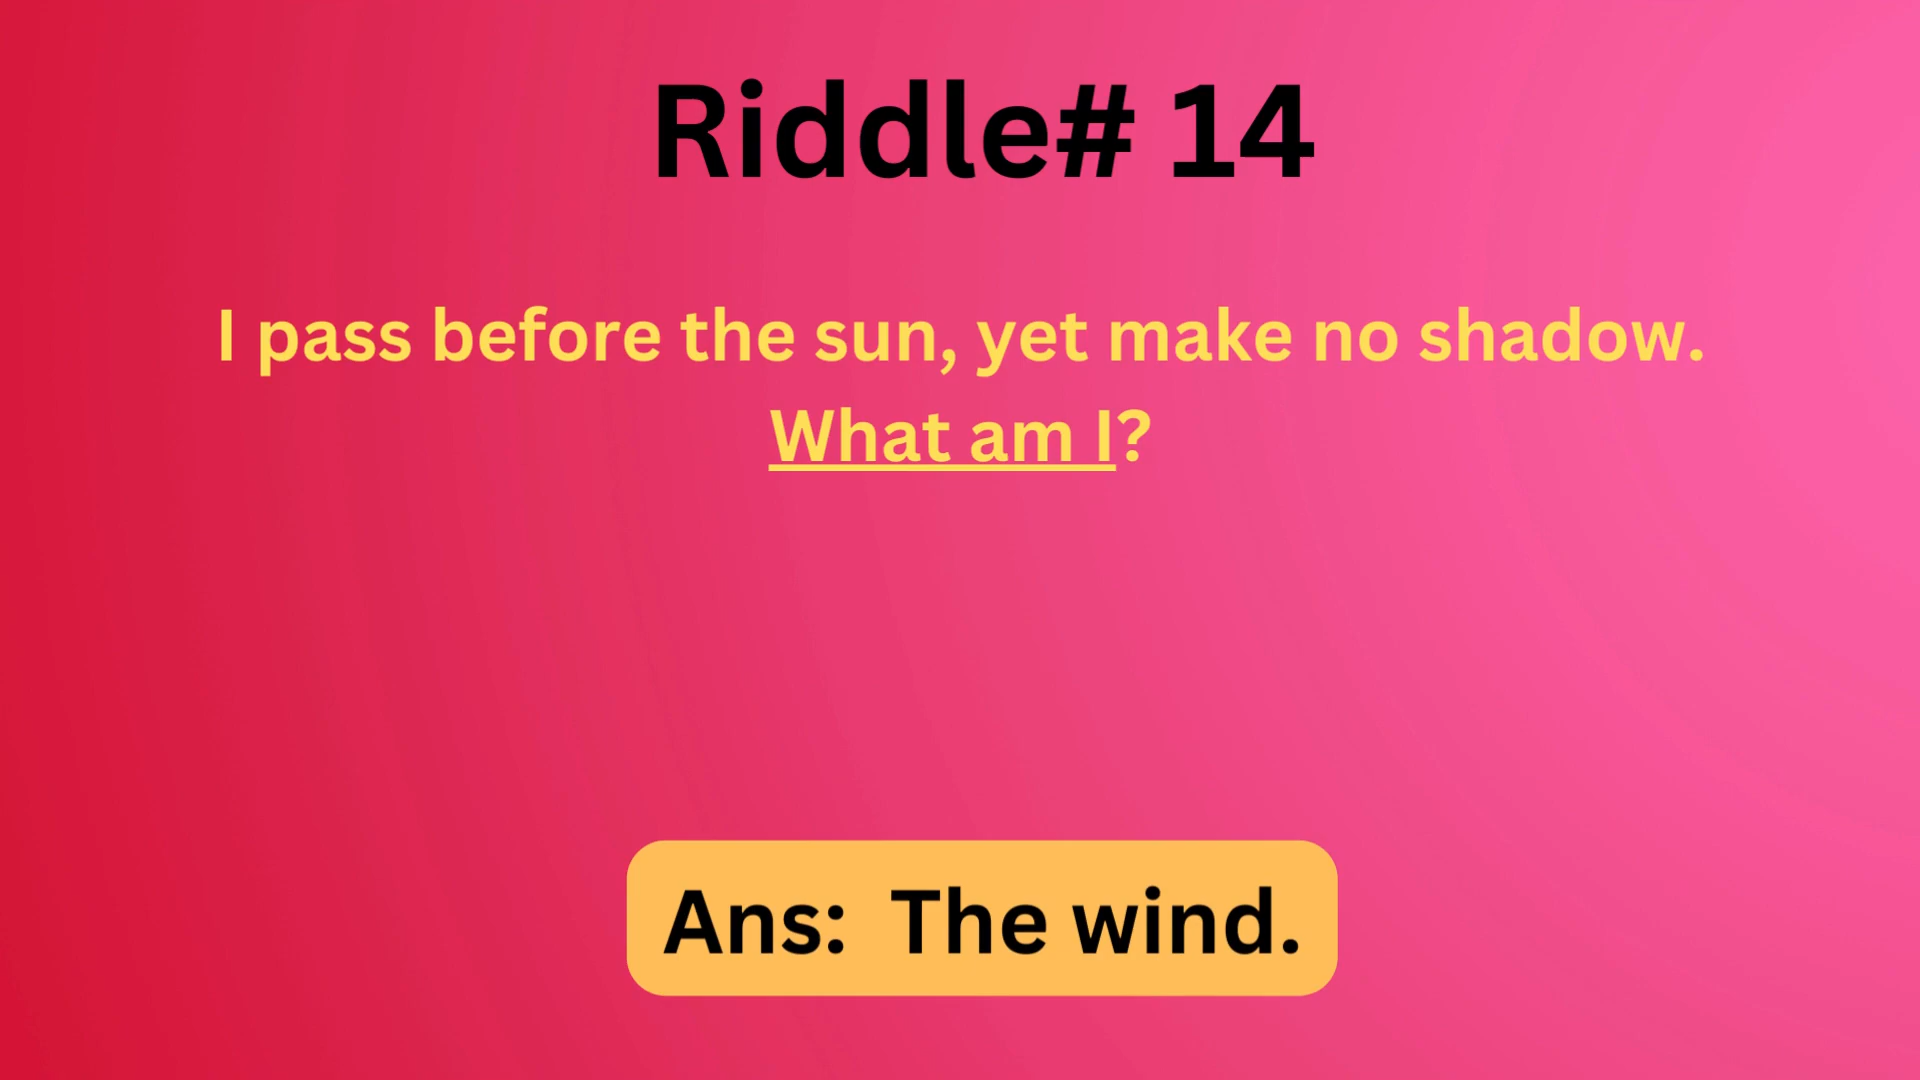 Riddle# 14
I pass before the sun, yet make no shadow.
What am I?
Ans: The wind.